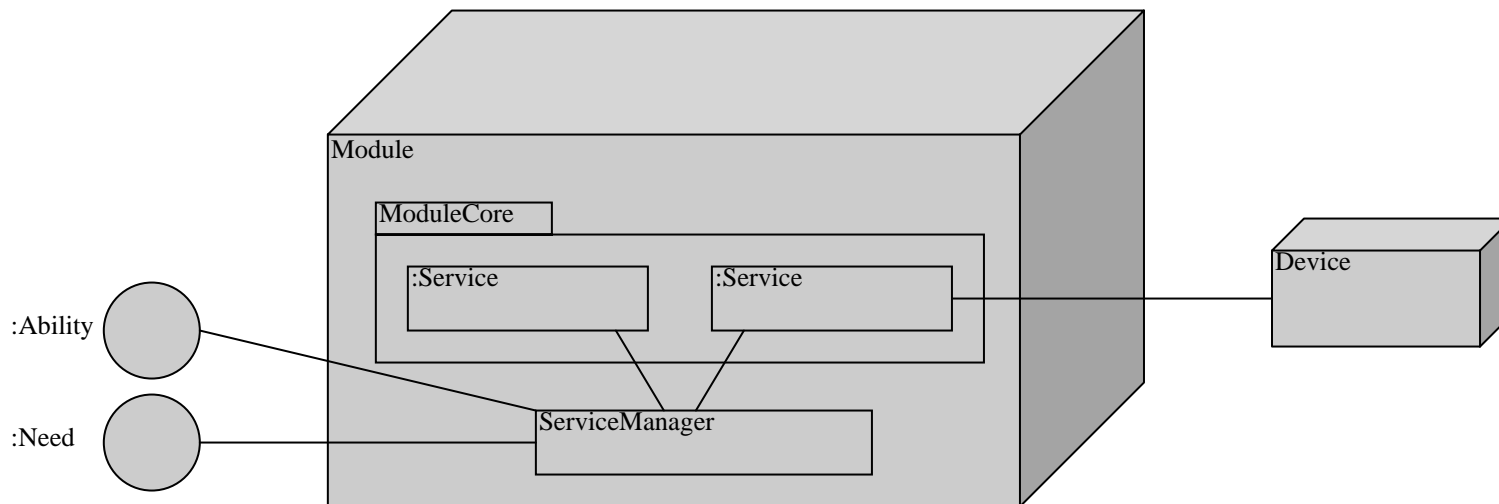 Module
ModuleCore
:Service
:Service
Device
:Ability
ServiceManager
:Need